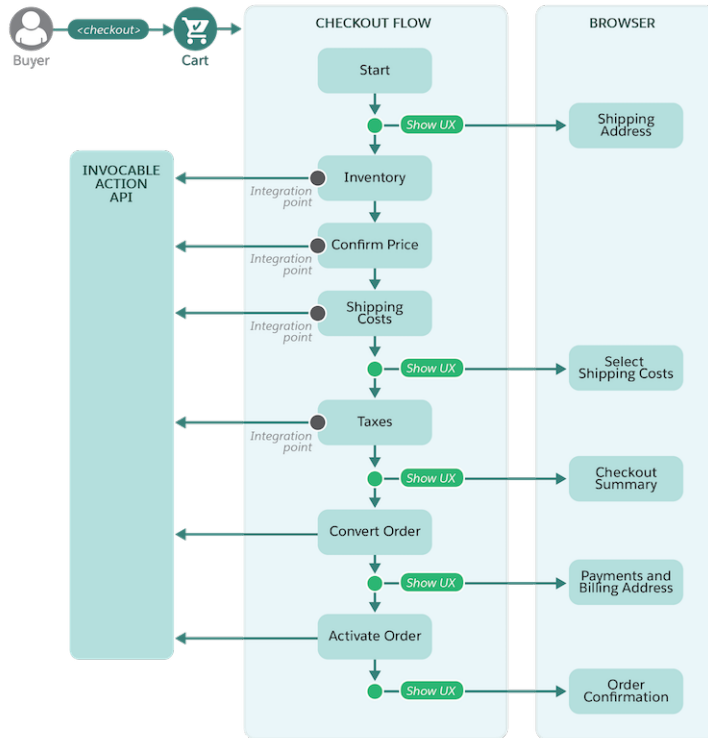 <checkout>
Buyer
Cart
CHECKOUT FLOW
BROWSER
Start
Show UX
Shipping
Address
INVOCABLE
ACTION
API
Integration
point
Inventory
Integration
point
Confirm Price
Integration
point
Shipping
Costs
Show UX
Select
Shipping Costs
Integration
point
Taxes
Show UX
Checkout
Summary
Convert Order
Show UX
Payments and
Billing Address
Activate Order
Show UX
Order
Confirmation